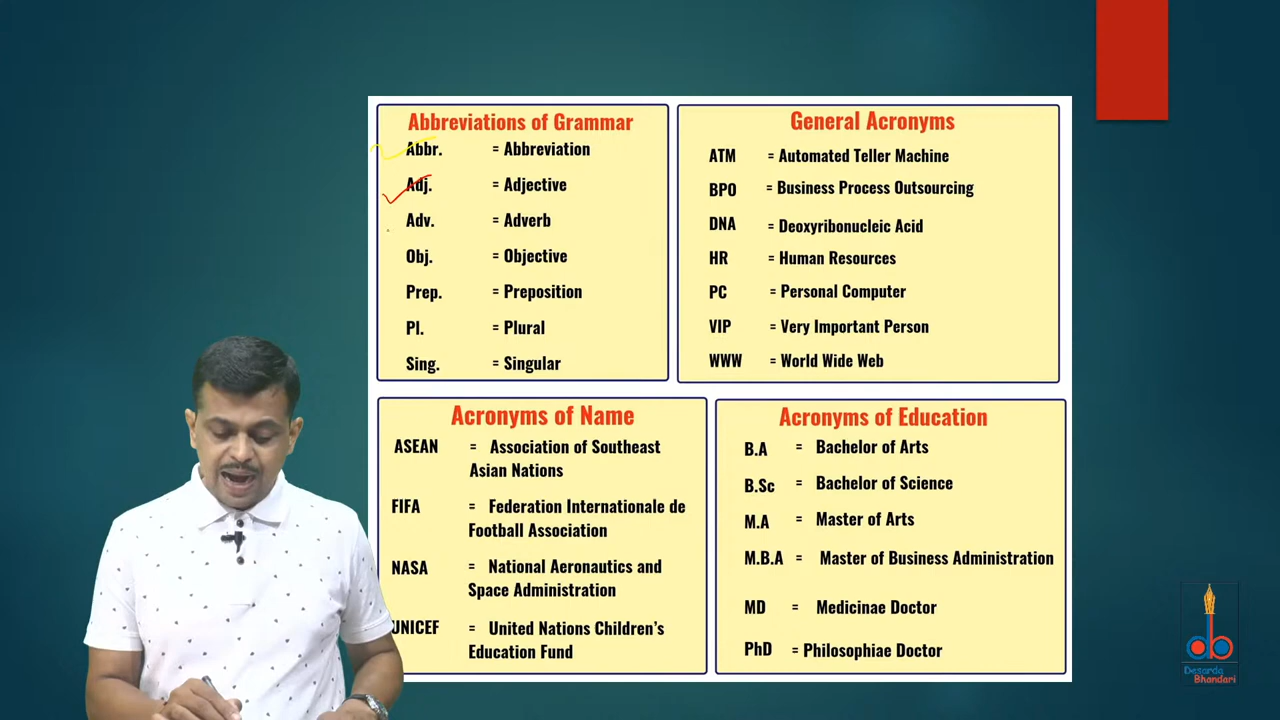 Abbreviations of Grammar
Abbr. = Abbreviation
Adj. = Adjective
Adv. = Adverb
Obj. = Objective
Prep. = Preposition
Pl. = Plural
Sing. = Singular
General Acronyms
ATM = Automated Teller Machine
BPO = Business Process Outsourcing
DNA = Deoxyribonucleic Acid
HR = Human Resources
PC = Personal Computer
VIP = Very Important Person
WWW = World Wide Web
Acronyms of Name
ASEAN = Association of Southeast
Asian Nations
FIFA = Federation Internationale de
Football Association
NASA = National Aeronautics and
Space Administration
UNICEF = United Nations Children's
Education Fund
Acronyms of Education
B.A = Bachelor of Arts
B.Sc = Bachelor of Science
M.A = Master of Arts
M.B.A = Master of Business Administration
MD = Medicinae Doctor
PhD = Philosophiae Doctor
db
Desarda
Bhandari